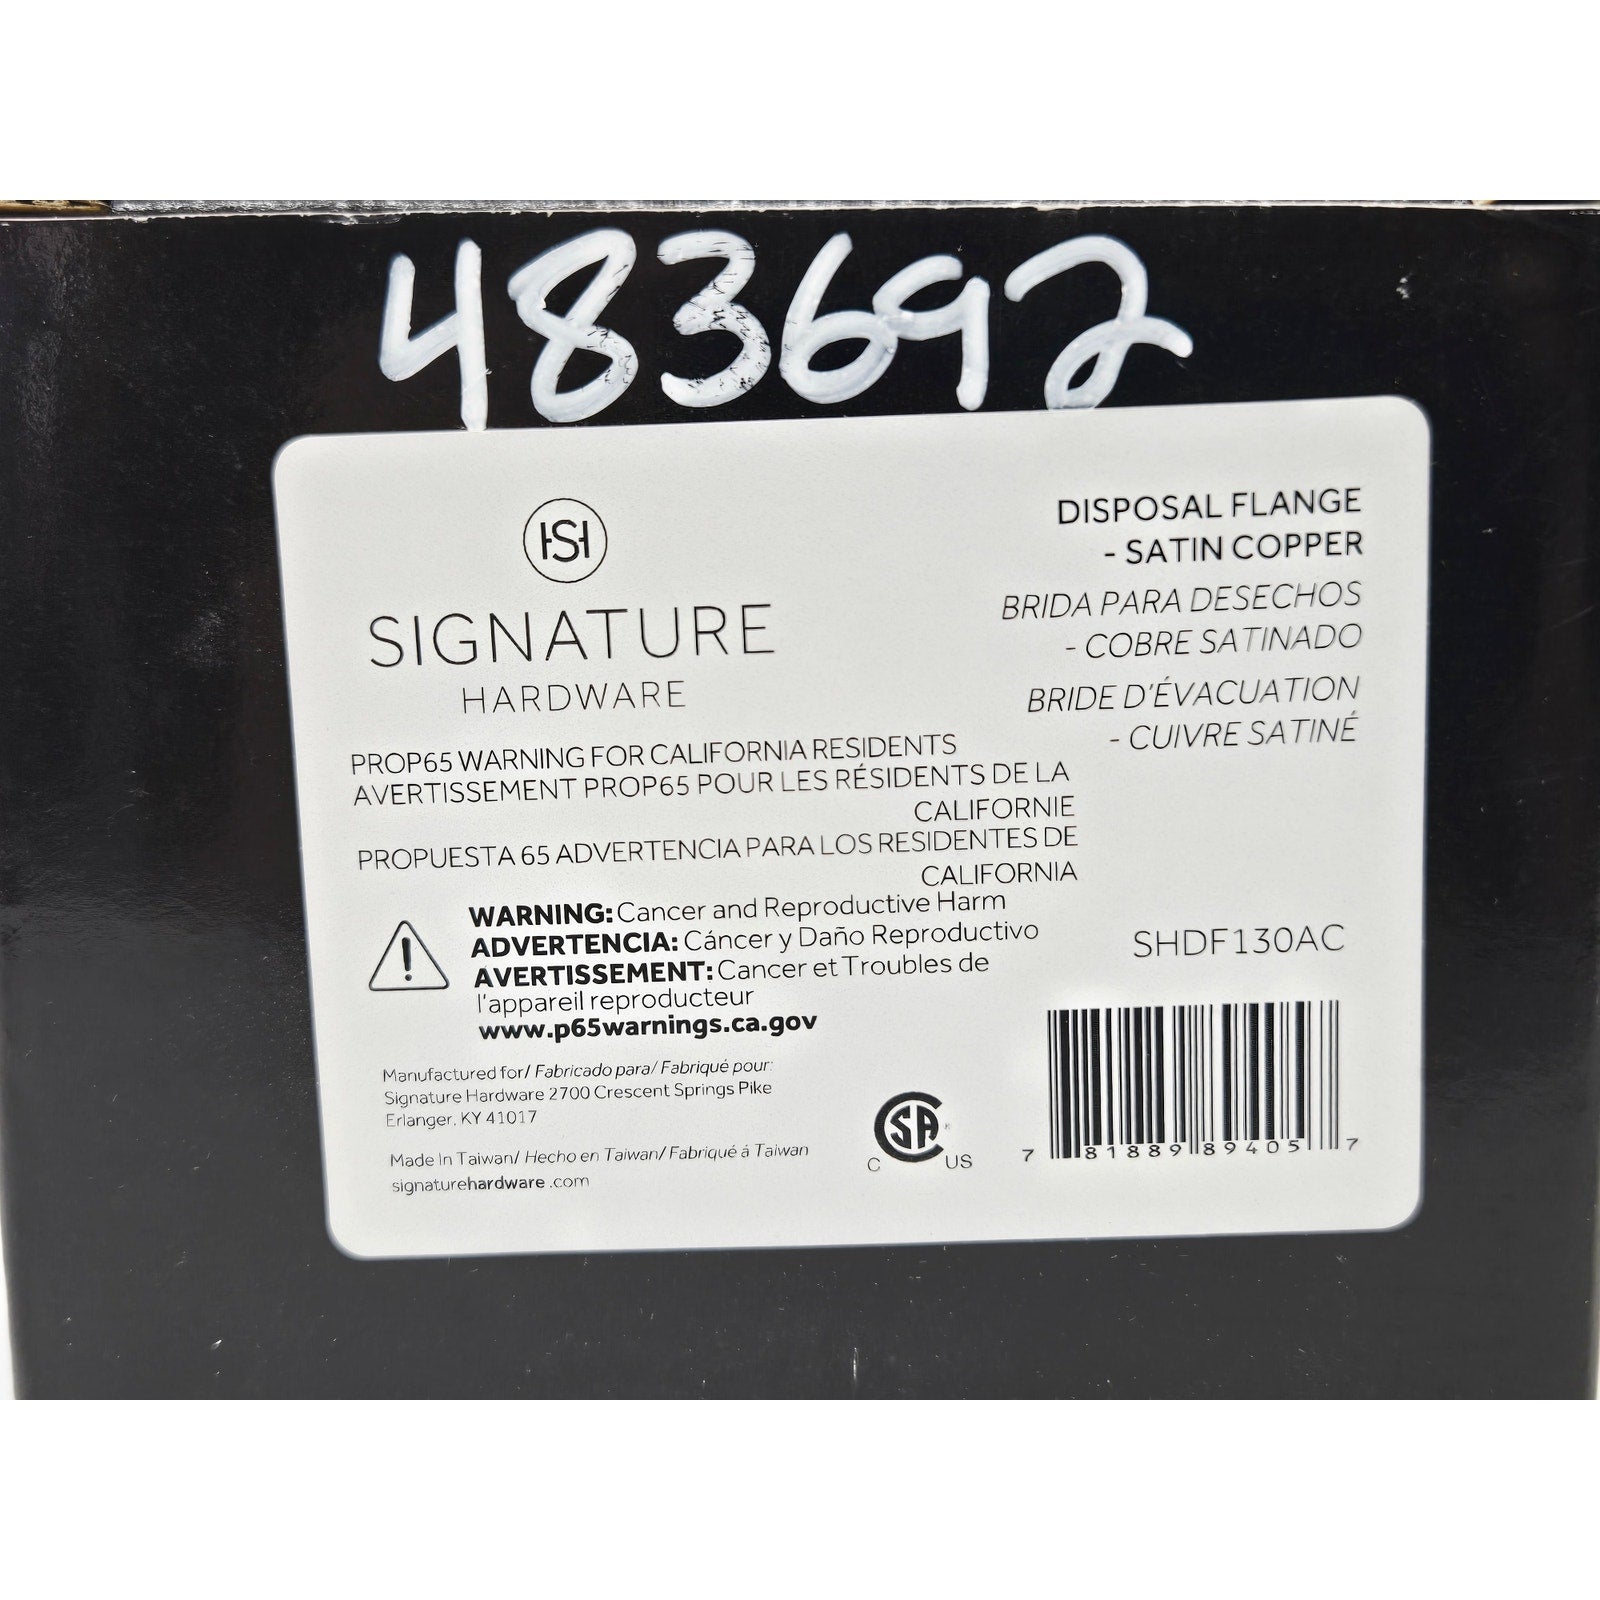 483692
SH
SIGNATURE
HARDWARE
DISPOSAL FLANGE
- SATIN COPPER
BRIDA PARA DESECHOS
- COBRE SATINADO
BRIDE D'ÉVACUATION
- CUIVRE SATINÉ
PROP65 WARNING FOR CALIFORNIA RESIDENTS
AVERTISSEMENT PROP65 POUR LES RÉSIDENTS DE LA
CALIFORNIE
PROPUESTA 65 ADVERTENCIA PARA LOS RESIDENTES DE
CALIFORNIA
WARNING: Cancer and Reproductive Harm
ADVERTENCIA: Cáncer y Daño Reproductivo
AVERTISSEMENT: Cancer et Troubles de
l'appareil reproducteur
www.p65warnings.ca.gov
SHDF130AC
Manufactured for/ Fabricado para/ Fabriqué pour:
Signature Hardware 2700 Crescent Springs Pike
Erlanger, KY 41017
Made In Taiwan/ Hecho en Taiwan/ Fabriqué á Taiwan
signaturehardware .com
C SA ® US
7 81889 89405 7